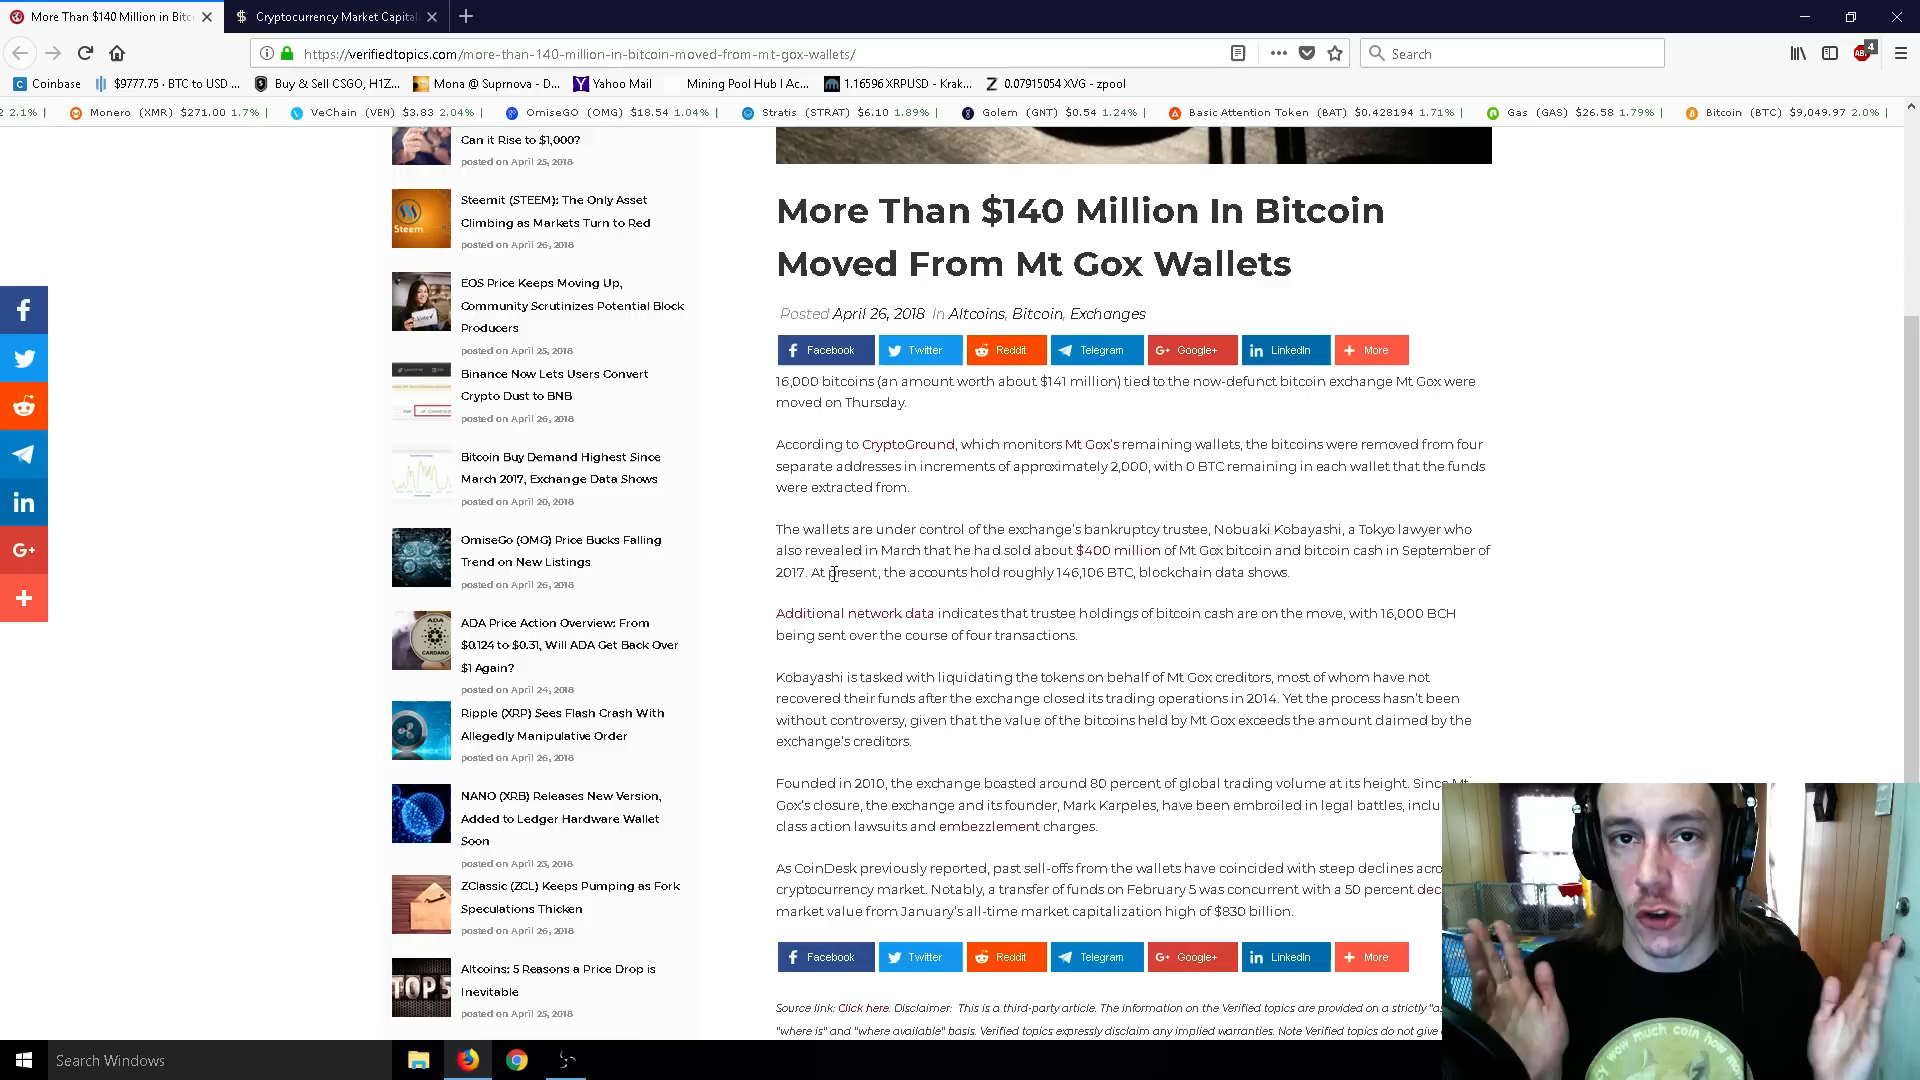 More Than $140 Million in Bitc
Cryptocurrency Market Capital
https://verifiedtopics.com/more-than-140-million-in-bitcoin-moved-from-mt-gox-wallets/
Search
4
Coinbase
$9777.75 · BTC to USD ...
Buy & Sell CSGO, H1Z...
Mona @ Suprnova - D...
Yahoo Mail
Mining Pool Hub | Ac...
1.16596 XRPUSD - Krak...
0.07915054 XVG - zpool
2 2.1% |
Monero (XMR) $271.00 1.7% |
VeChain (VEN) $3.83 2.04% |
OmiseGO (OMG) $18.54 1.04% |
Stratis (STRAT) $6.10 1.89% |
Golem (GNT) $0.54 1.24% |
Basic Attention Token (BAT) $0.428194 1.71% |
Gas (GAS) $26.58 1.79% |
Bitcoin (BTC) $9,049.97 2.0% |
Can it Rise to $1,000?
posted on April 25, 2018
Steem
Steemit (STEEM): The Only Asset
Climbing as Markets Turn to Red
posted on April 26, 2018
EOS Price Keeps Moving Up,
Community Scrutinizes Potential Block
Producers
posted on April 25, 2018
Binance Now Lets Users Convert
Crypto Dust to BNB
posted on April 26, 2018
Bitcoin Buy Demand Highest Since
March 2017, Exchange Data Shows
posted on April 20, 2018
OmiseGo (OMG) Price Bucks Falling
Trend on New Listings
posted on April 26, 2018
ADA
CARDANO
ADA Price Action Overview: From
$0.124 to $0.31, Will ADA Get Back Over
$1 Again?
posted on April 24, 2018
Ripple (XRP) Sees Flash Crash With
Allegedly Manipulative Order
posted on April 26, 2018
NANO (XRB) Releases New Version,
Added to Ledger Hardware Wallet
Soon
posted on April 23, 2018
ZClassic (ZCL) Keeps Pumping as Fork
Speculations Thicken
posted on April 26, 2018
TOP 5
Altcoins: 5 Reasons a Price Drop is
Inevitable
posted on April 25, 2018
More Than $140 Million In Bitcoin
Moved From Mt Gox Wallets
Posted April 26, 2018 In Altcoins, Bitcoin, Exchanges
Facebook
Twitter
Reddit
Telegram
Google+
LinkedIn
More
16,000 bitcoins (an amount worth about $141 million) tied to the now-defunct bitcoin exchange Mt Gox were
moved on Thursday.
According to CryptoGround, which monitors Mt Gox's remaining wallets, the bitcoins were removed from four
separate addresses in increments of approximately 2,000, with 0 BTC remaining in each wallet that the funds
were extracted from.
The wallets are under control of the exchange's bankruptcy trustee, Nobuaki Kobayashi, a Tokyo lawyer who
also revealed in March that he had sold about $400 million of Mt Gox bitcoin and bitcoin cash in September of
2017. At present, the accounts hold roughly 146,106 BTC, blockchain data shows.
Additional network data indicates that trustee holdings of bitcoin cash are on the move, with 16,000 BCH
being sent over the course of four transactions.
Kobayashi is tasked with liquidating the tokens on behalf of Mt Gox creditors, most of whom have not
recovered their funds after the exchange closed its trading operations in 2014. Yet the process hasn't been
without controversy, given that the value of the bitcoins held by Mt Gox exceeds the amount claimed by the
exchange's creditors.
Founded in 2010, the exchange boasted around 80 percent of global trading volume at its height. Since Mt
Gox's closure, the exchange and its founder, Mark Karpeles, have been embroiled in legal battles, inclu
class action lawsuits and embezzlement charges.
As CoinDesk previously reported, past sell-offs from the wallets have coincided with steep declines acro
cryptocurrency market. Notably, a transfer of funds on February 5 was concurrent with a 50 percent dec
market value from January's all-time market capitalization high of $830 billion.
Facebook
Twitter
Reddit
Telegram
Google+
LinkedIn
More
Source link: Click here. Disclaimer: This is a third-party article. The information on the Verified topics are provided on a strictly "as
"where is" and "where available" basis. Verified topics expressly disclaim any implied warranties. Note Verified topics do not give
wow much coin how mon
Search Windows